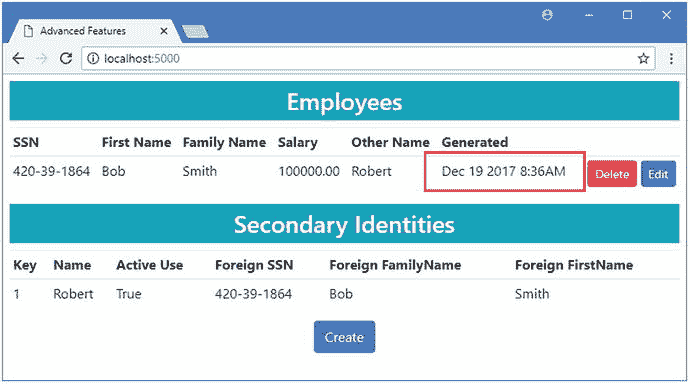 Advanced Features
localhost:5000
Employees
SSN First Name Family Name Salary Other Name Generated
420-39-1864 Bob Smith 100000.00 Robert Dec 19 2017 8:36AM Delete Edit
Secondary Identities
Key Name Active Use Foreign SSN Foreign FamilyName Foreign FirstName
1 Robert True 420-39-1864 Bob Smith
Create